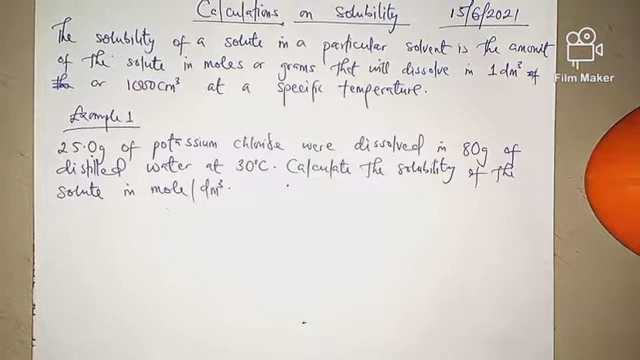 Calculations on Solubility 15/6/2021
The solubility of a solute in a particular solvent is the amount
of the solute in moles or grams that will dissolve in 1dm³
or 1000cm³ at a specific temperature.
Film Maker
Example 1
25.0g of potassium chloride were dissolved in 80g of
distilled water at 30°C. Calculate the solubility of the
solute in mole/dm³.